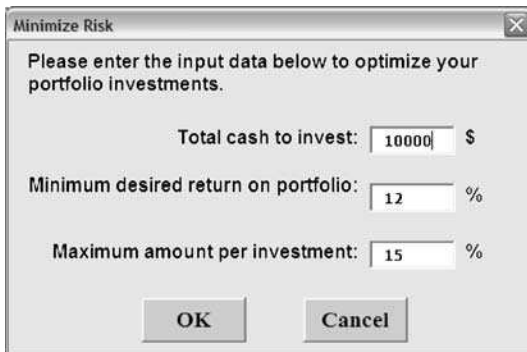 Minimize Risk
Please enter the input data below to optimize your
portfolio investments.
Total cash to invest: 10000 $
Minimum desired return on portfolio: 12 %
Maximum amount per investment: 15 %
OK Cancel